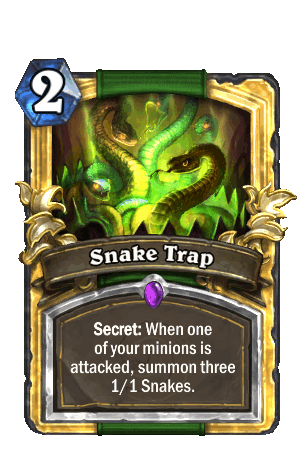 2
Snake Trap
Secret: When one
of your minions is
attacked, summon three
1/1 Snakes.